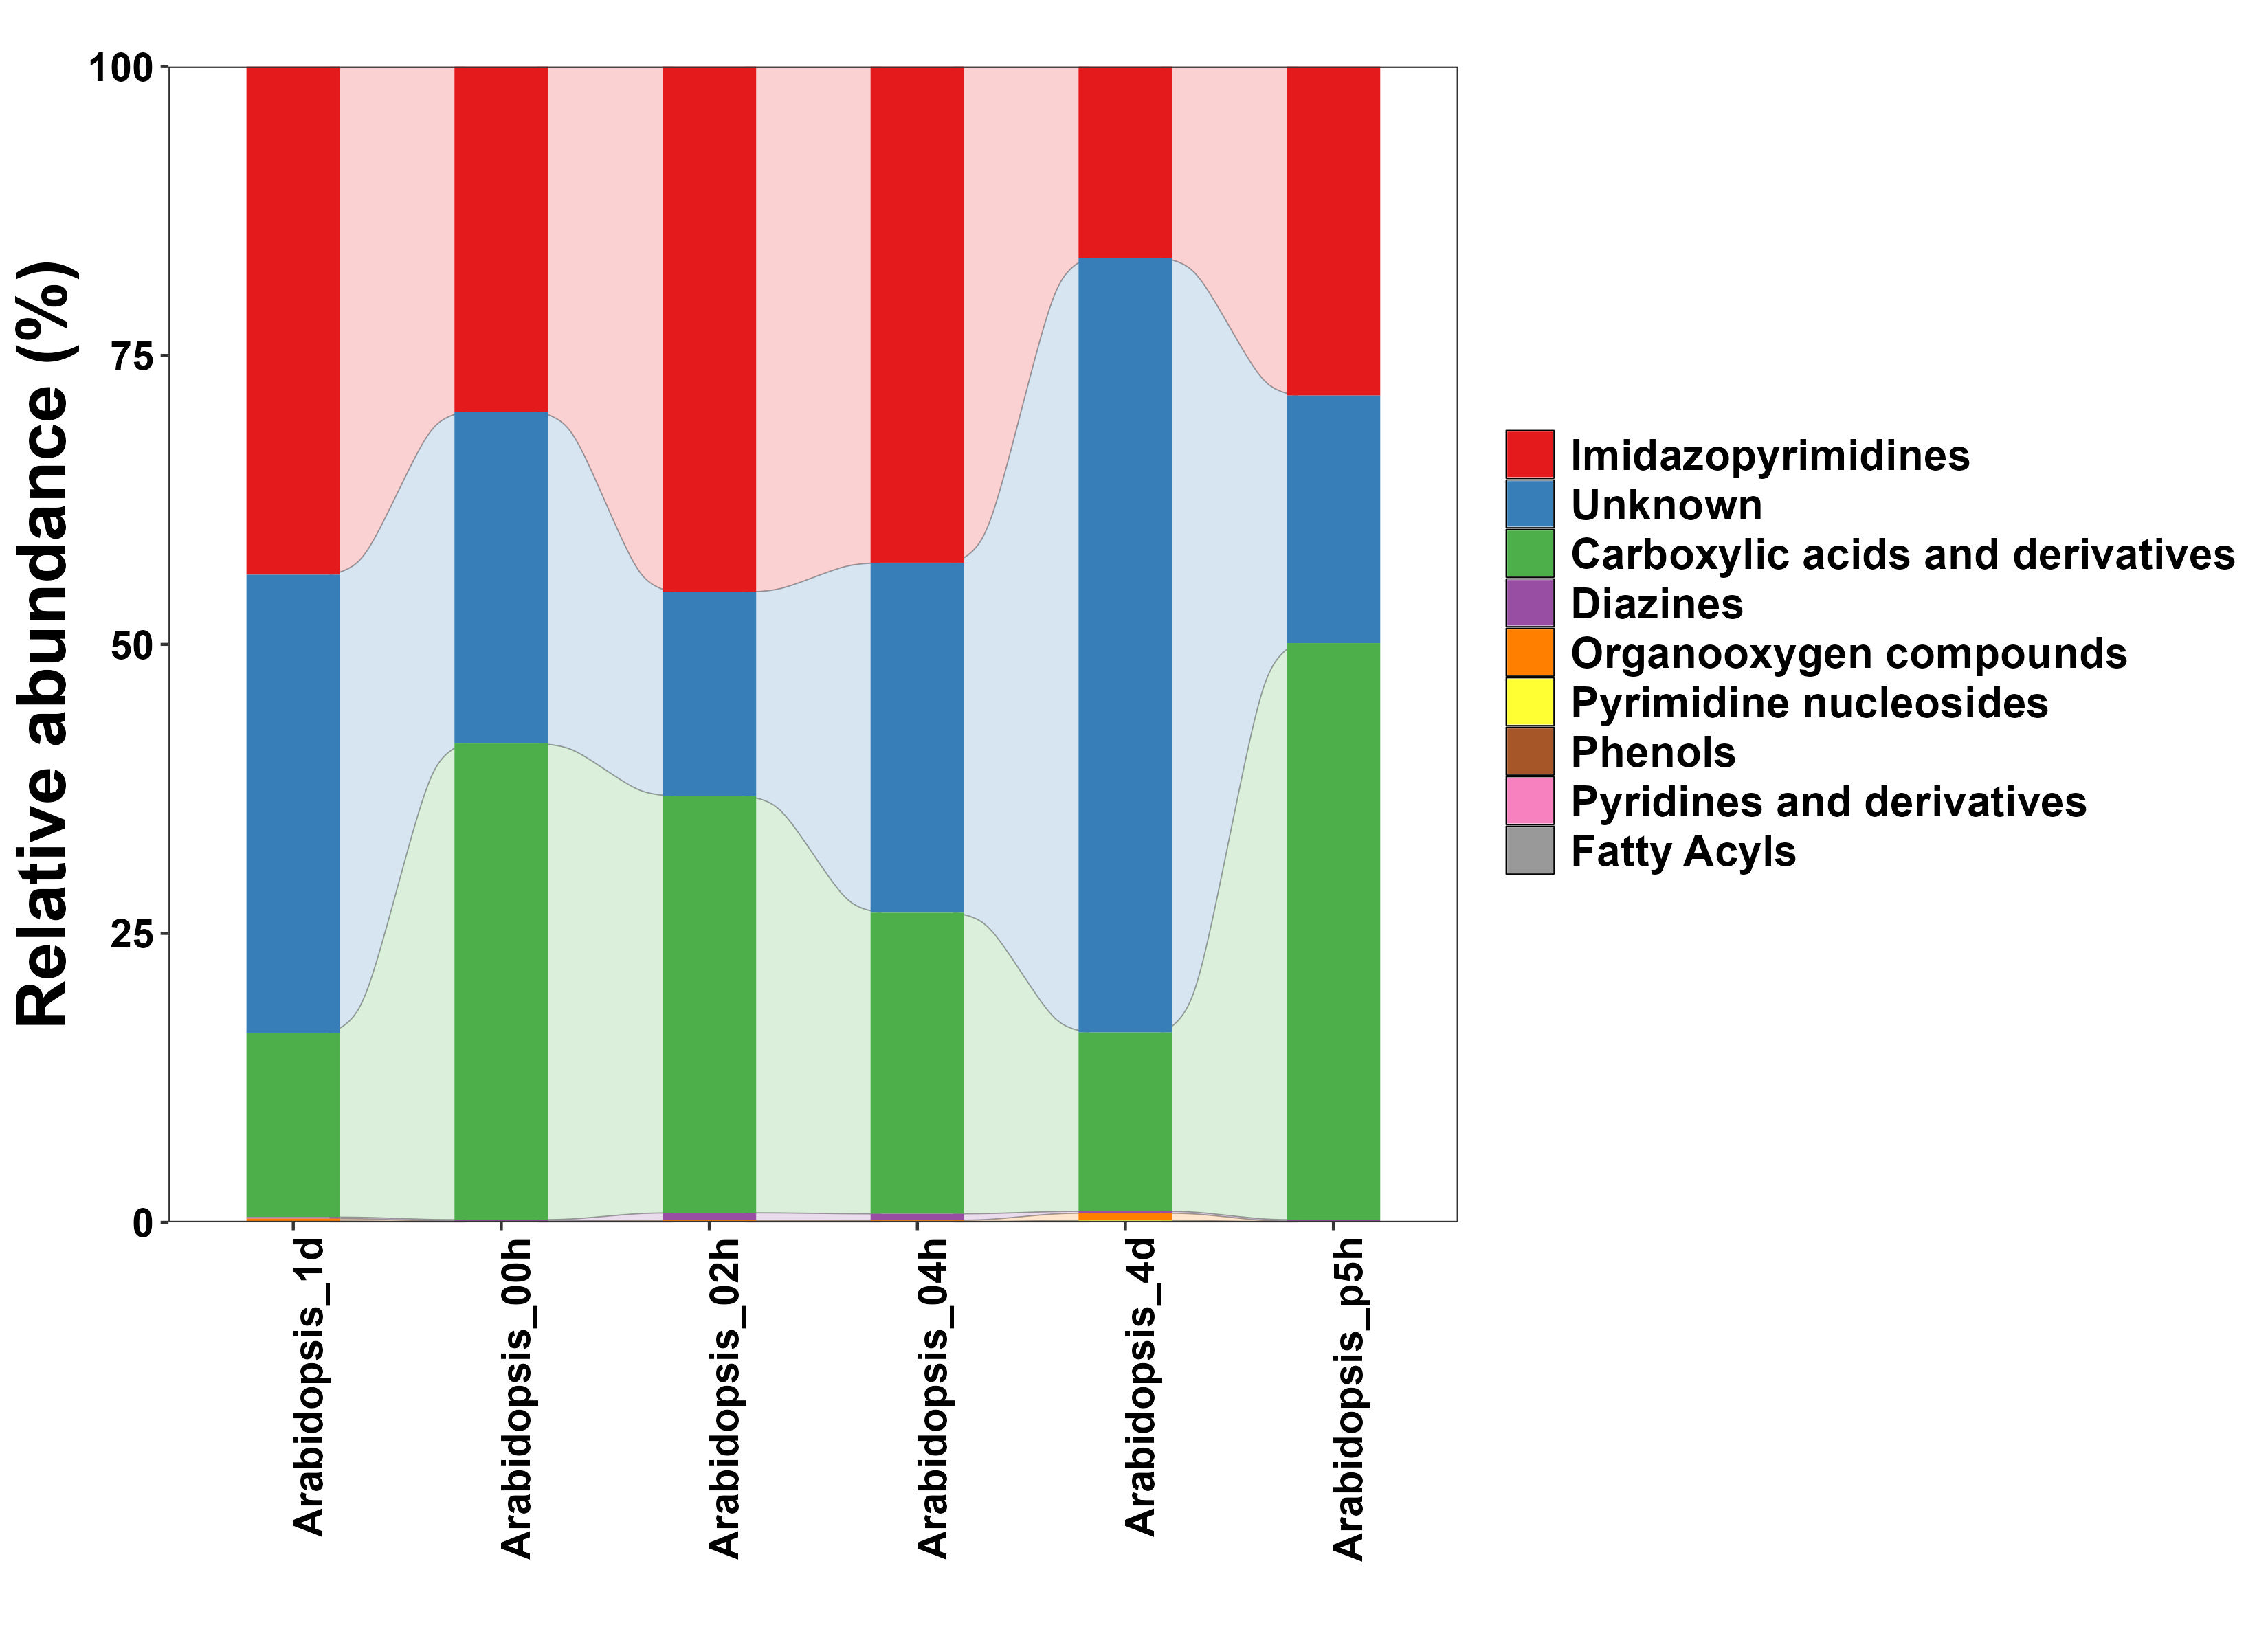 Relative abundance (%)
100
75
50
25
0
Arabidopsis_1d
Arabidopsis_00h
Arabidopsis_02h
Arabidopsis_04h
Arabidopsis_4d
Arabidopsis_p5h
Imidazopyrimidines
Unknown
Carboxylic acids and derivatives
Diazines
Organooxygen compounds
Pyrimidine nucleosides
Phenols
Pyridines and derivatives
Fatty Acyls